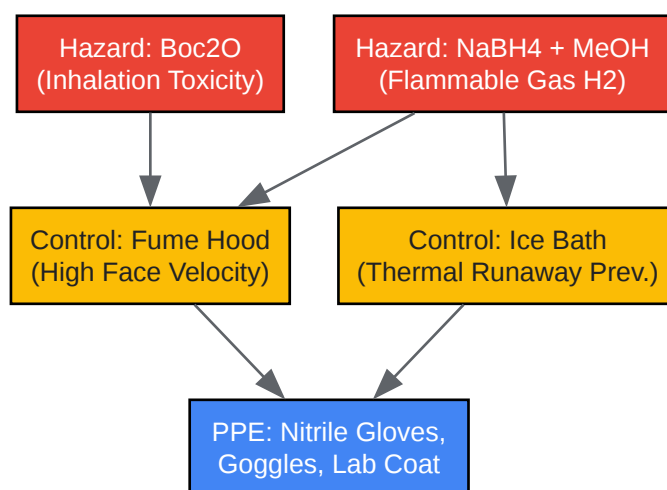 Hazard: Boc2O
(Inhalation Toxicity)
Hazard: NaBH4 + MeOH
(Flammable Gas H2)
Control: Fume Hood
(High Face Velocity)
Control: Ice Bath
(Thermal Runaway Prev.)
PPE: Nitrile Gloves,
Goggles, Lab Coat